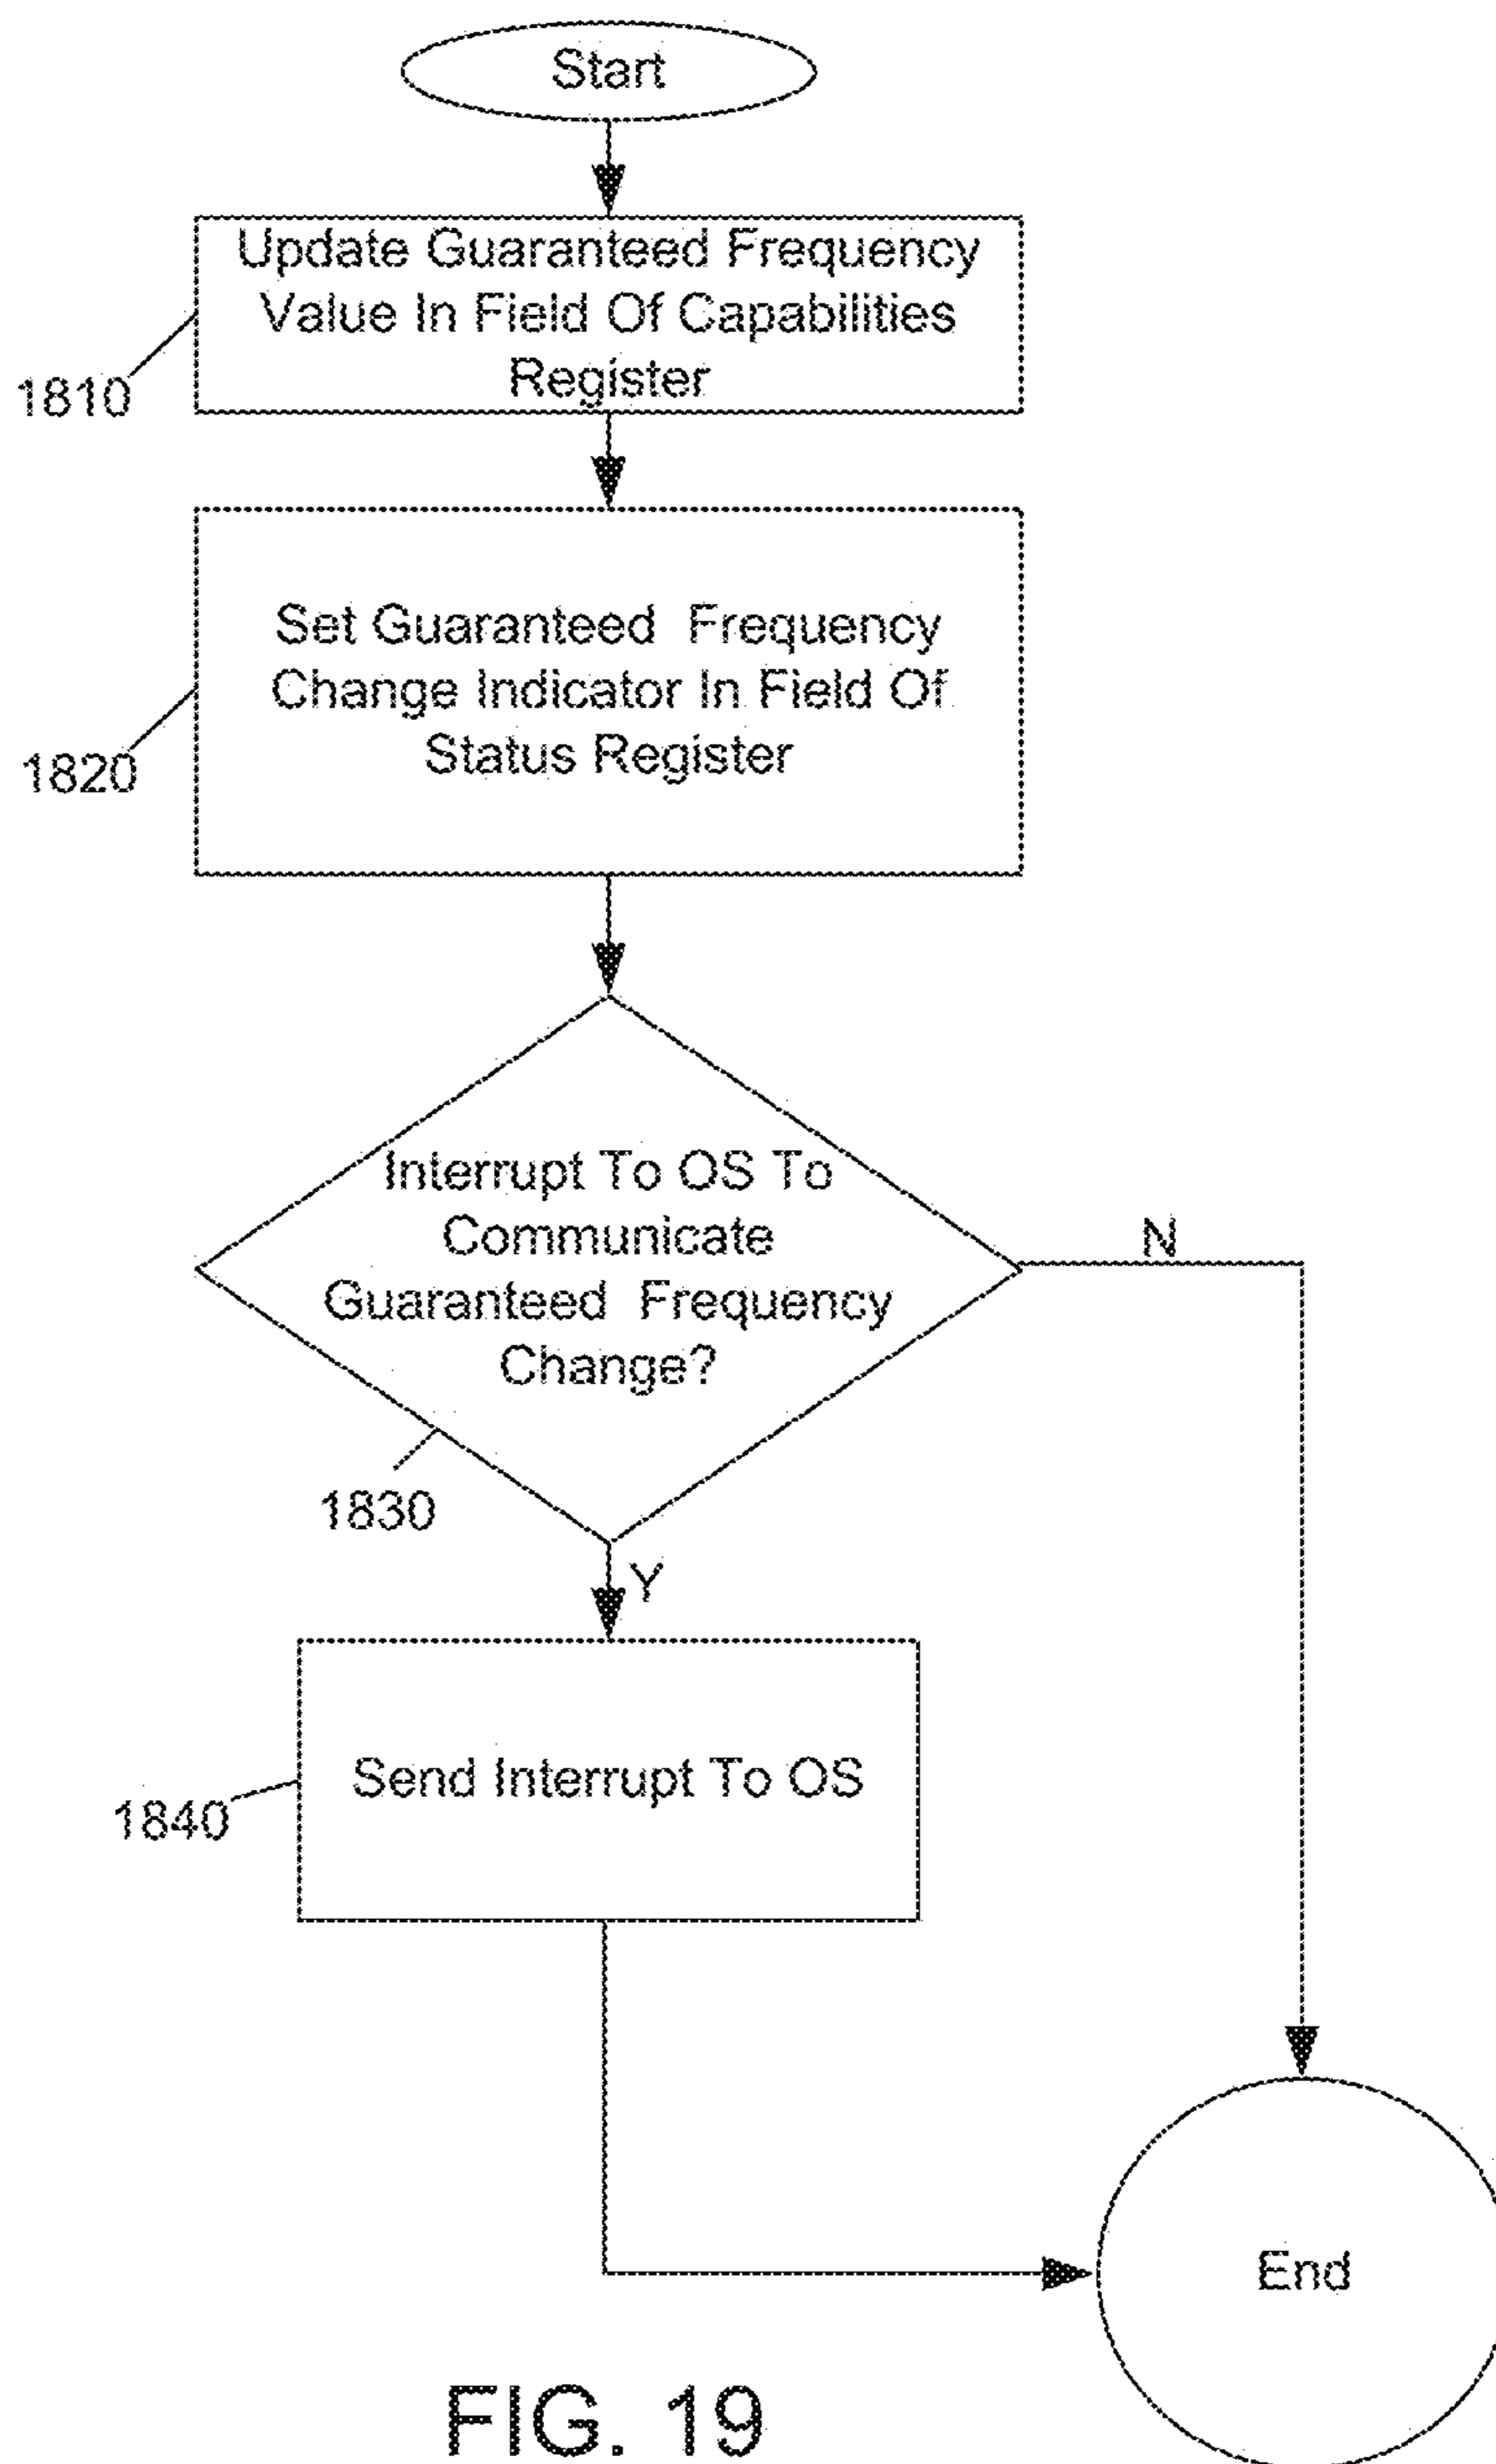 Start
Update Guaranteed Frequency
Value In Field Of Capabilities
Register
1810
Set Guaranteed Frequency
Change Indicator In Field Of
Status Register
1820
Interrupt To OS To
Communicate
Guaranteed Frequency
Change?
N
1830
Y
Send Interrupt To OS
1840
End
FIG. 19